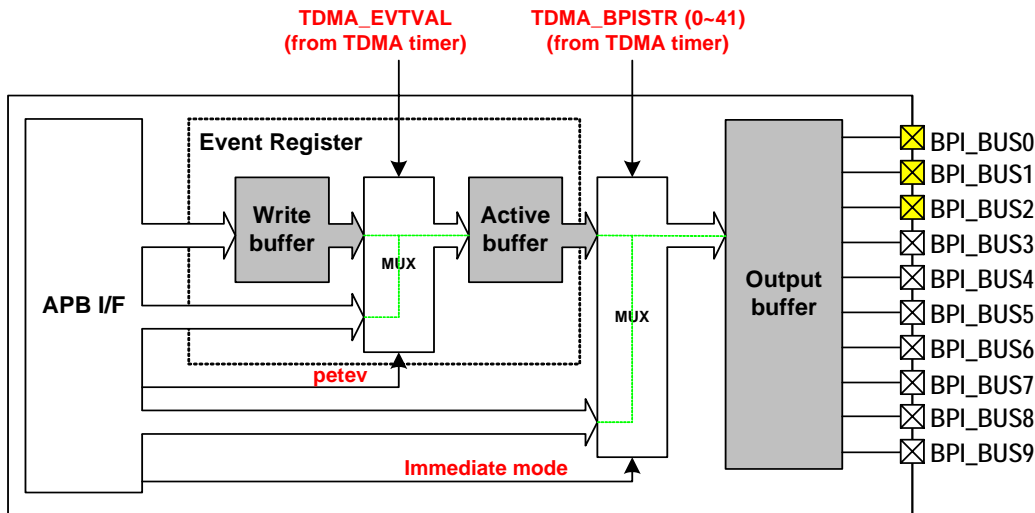 TDMA_EVTVAL
(from TDMA timer)
TDMA_BPISTR (0~41)
(from TDMA timer)
Event Register
Write
buffer
MUX
Active
buffer
APB I/F
MUX
Output
buffer
petev
Immediate mode
BPI_BUS0
BPI_BUS1
BPI_BUS2
BPI_BUS3
BPI_BUS4
BPI_BUS5
BPI_BUS6
BPI_BUS7
BPI_BUS8
BPI_BUS9